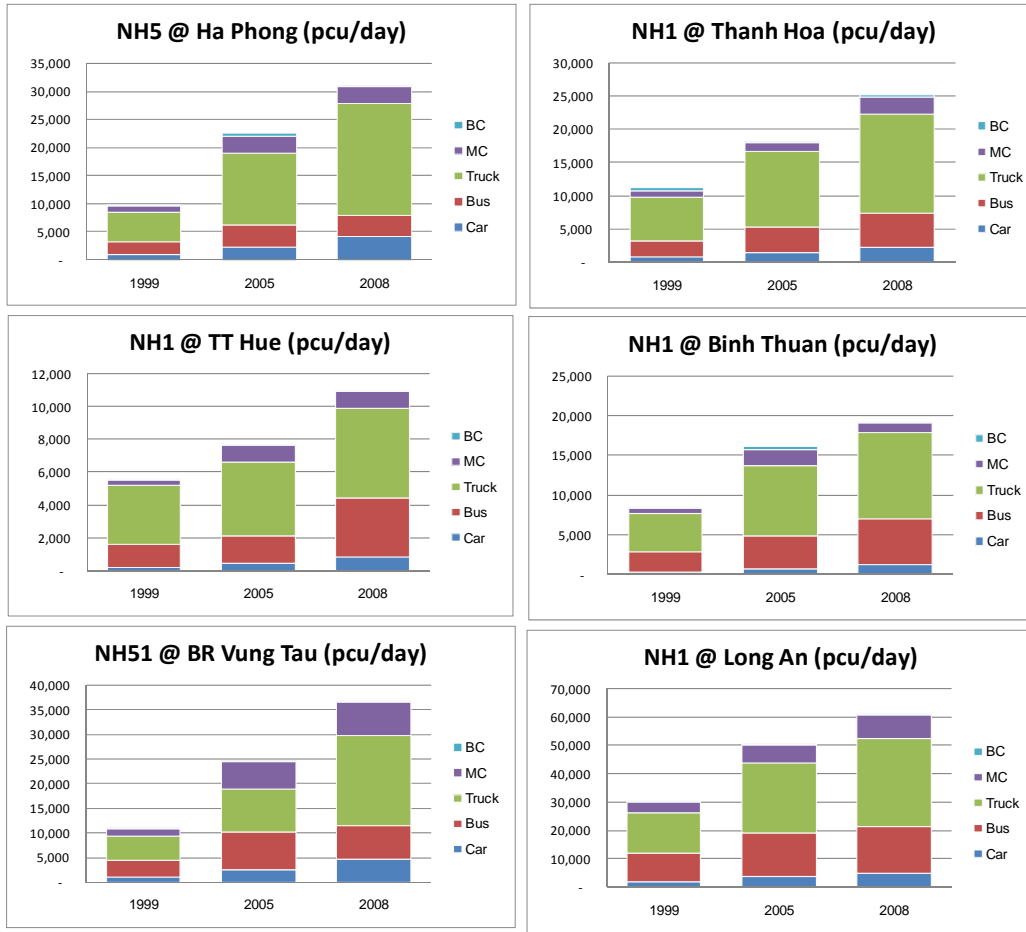 NH5 @ Ha Phong (pcu/day)
35,000
30,000
25,000
20,000
15,000
10,000
5,000
-
1999
2005
2008
BC
MC
Truck
Bus
Car
NH1 @ Thanh Hoa (pcu/day)
30,000
25,000
20,000
15,000
10,000
5,000
-
1999
2005
2008
BC
MC
Truck
Bus
Car
NH1 @ TT Hue (pcu/day)
12,000
10,000
8,000
6,000
4,000
2,000
-
1999
2005
2008
BC
MC
Truck
Bus
Car
NH1 @ Binh Thuan (pcu/day)
25,000
20,000
15,000
10,000
5,000
-
1999
2005
2008
BC
MC
Truck
Bus
Car
NH51 @ BR Vung Tau (pcu/day)
40,000
35,000
30,000
25,000
20,000
15,000
10,000
5,000
-
1999
2005
2008
BC
MC
Truck
Bus
Car
NH1 @ Long An (pcu/day)
70,000
60,000
50,000
40,000
30,000
20,000
10,000
-
1999
2005
2008
BC
MC
Truck
Bus
Car